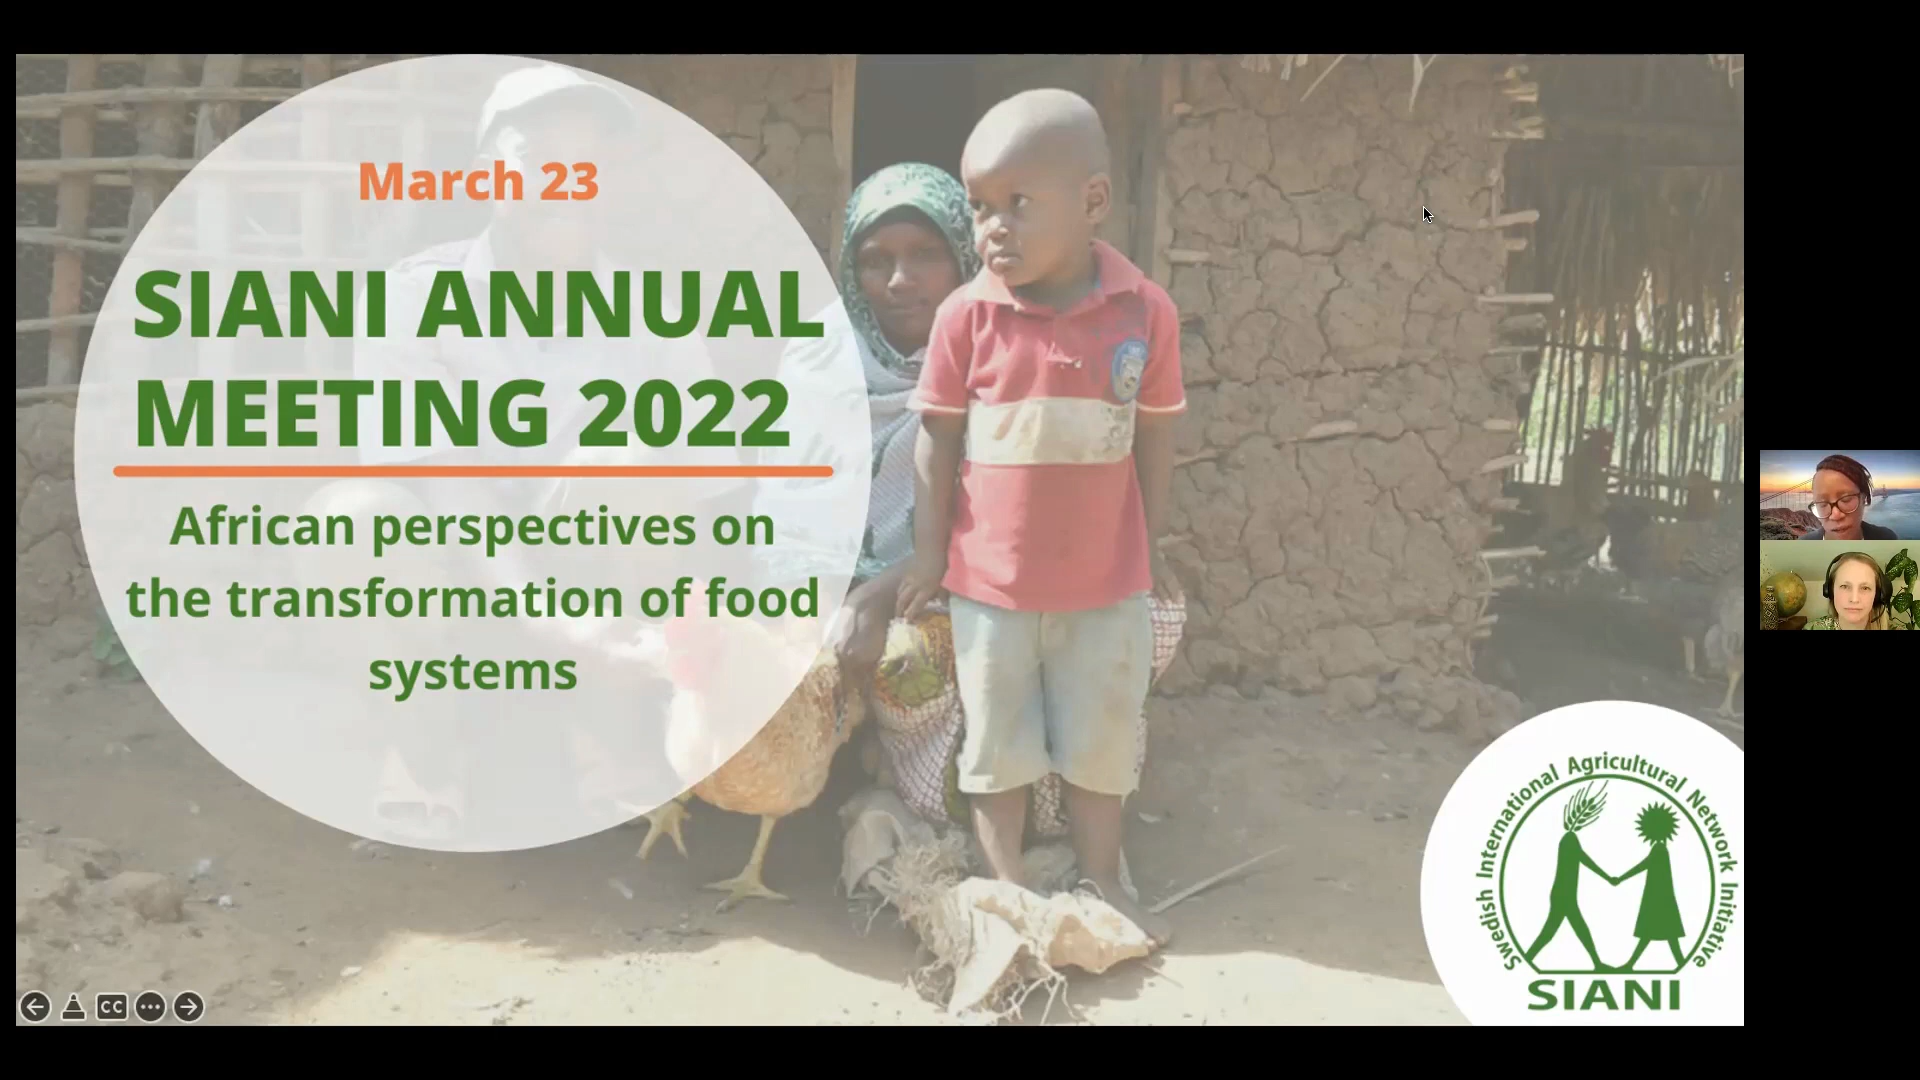 March 23
SIANI ANNUAL
MEETING 2022
African perspectives on
the transformation of food
systems
Swedish International Agricultural Network Initiative
SIANI
CC